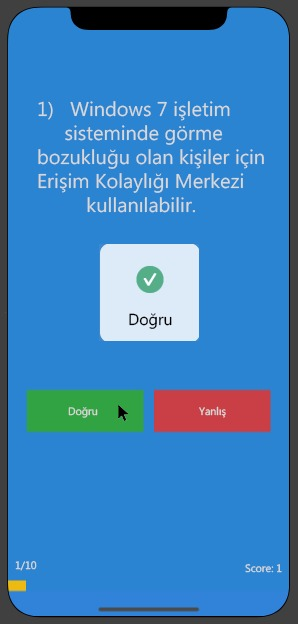 1) Windows 7 işletim
sisteminde görme
bozukluğu olan kişiler için
Erişim Kolaylığı Merkezi
kullanılabilir.
Doğru
Doğru
Yanlış
1/10
Score: 1